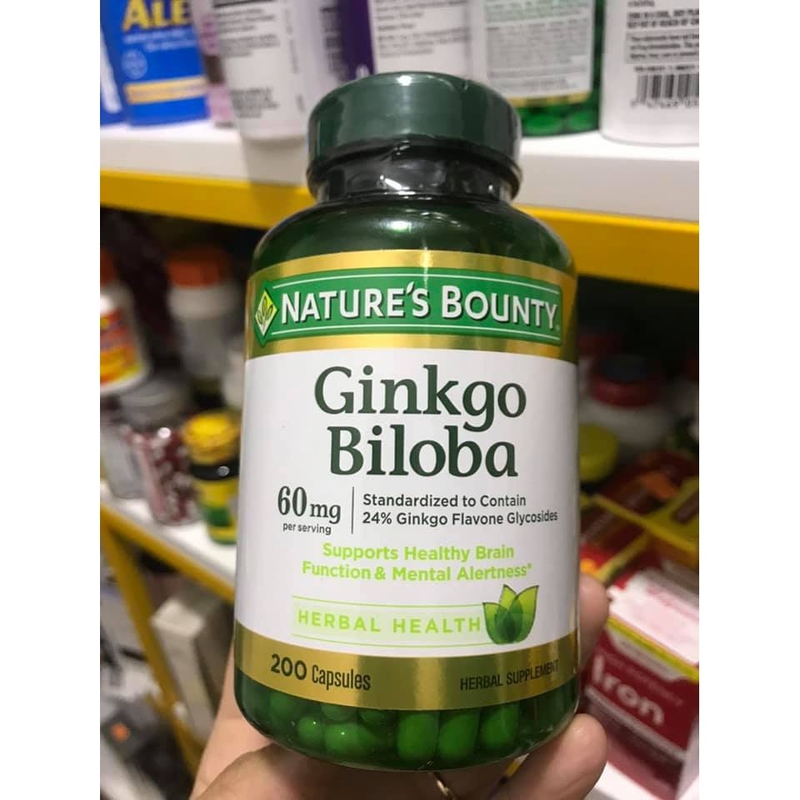 ALE
NATURE'S BOUNTY
Ginkgo
Biloba
60mg
per serving
Standardized to Contain
24% Ginkgo Flavone Glycosides
Supports Healthy Brain
Function & Mental Alertness*
HERBAL HEALTH
200 Capsules
HERBAL SUPPLEMENT
Iron